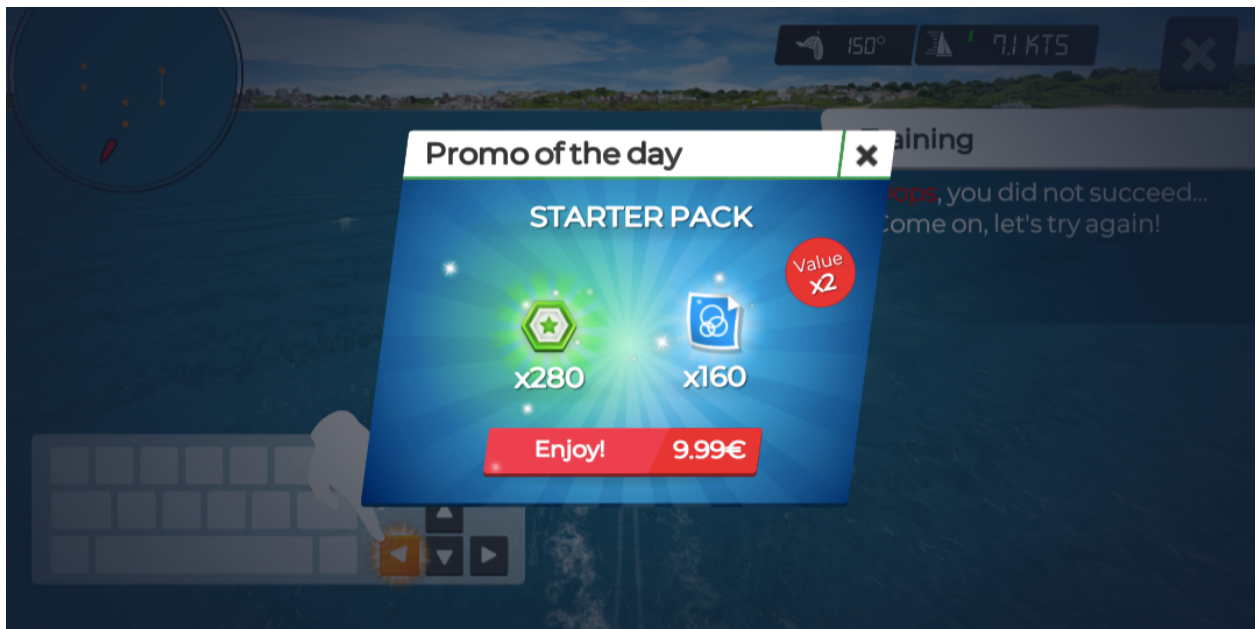 150°
7.1 KTS
aining
ops, you did not succeed...
ome on, let's try again!
Promo of the day
STARTER PACK
Value
x2
x280
x160
Enjoy! 9.99€